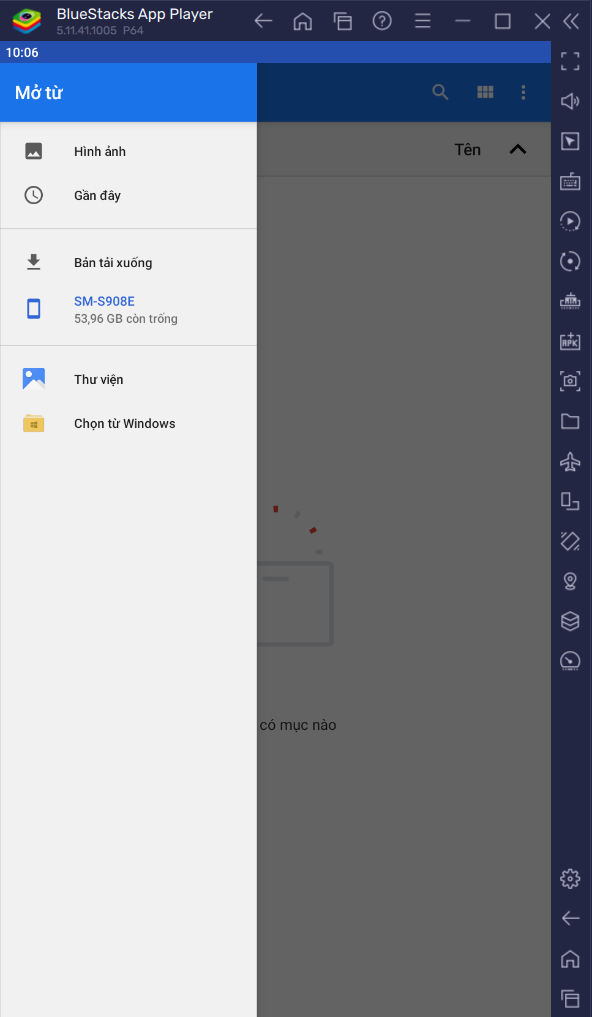 BlueStacks App Player
5.11.41.1005 P64
10:06
Mở từ
Tên
Hình ảnh
Gần đây
Bản tải xuống
SM-S908E
53,96 GB còn trống
Thư viện
Chọn từ Windows
có mục nào